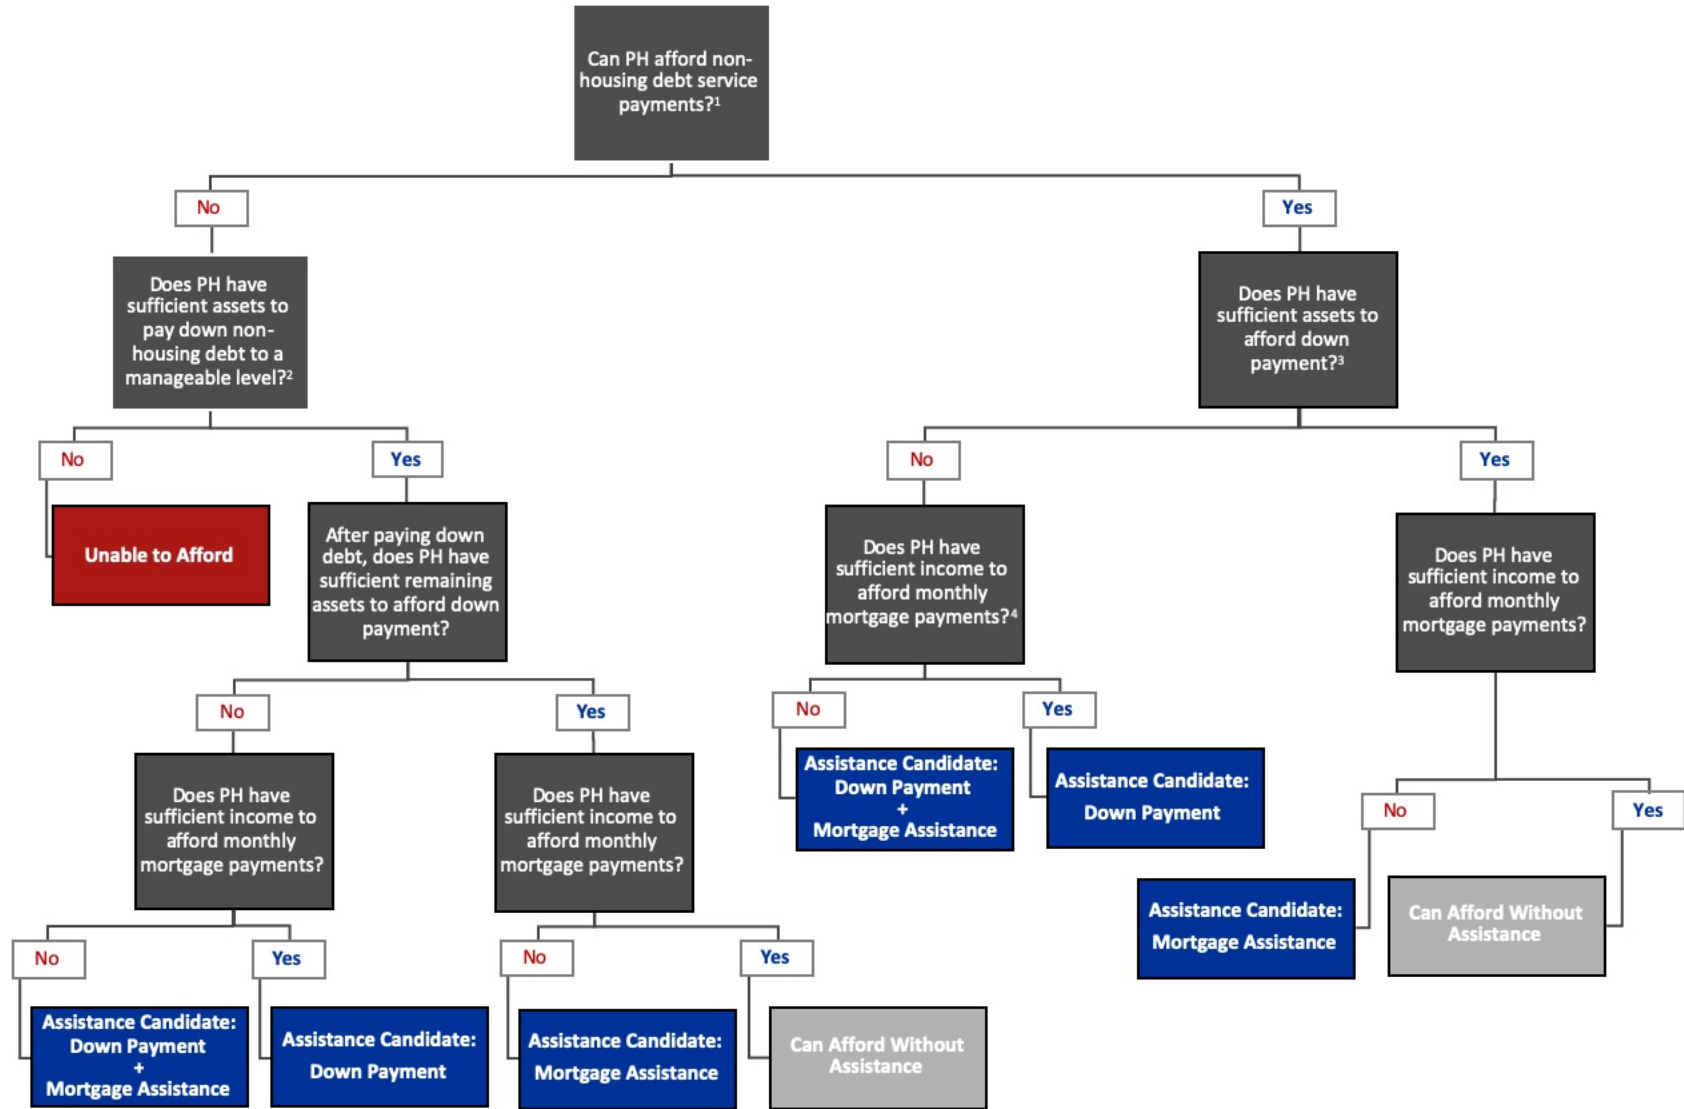 Can PH afford non-
housing debt service
payments?¹
No
Yes
Does PH have
sufficient assets to
pay down non-
housing debt to a
manageable level?²
Does PH have
sufficient assets to
afford down
payment?³
No
Yes
No
Yes
Unable to Afford
After paying down
debt, does PH have
sufficient remaining
assets to afford down
payment?
Does PH have
sufficient income to
afford monthly
mortgage payments?⁴
Does PH have
sufficient income to
afford monthly
mortgage payments?
No
Yes
No
Yes
Does PH have
sufficient income to
afford monthly
mortgage payments?
Does PH have
sufficient income to
afford monthly
mortgage payments?
Assistance Candidate:
Down Payment
+
Mortgage Assistance
Assistance Candidate:
Down Payment
No
Yes
Assistance Candidate:
Mortgage Assistance
Can Afford Without
Assistance
No
Yes
No
Yes
Assistance Candidate:
Down Payment
+
Mortgage Assistance
Assistance Candidate:
Down Payment
Assistance Candidate:
Mortgage Assistance
Can Afford Without
Assistance